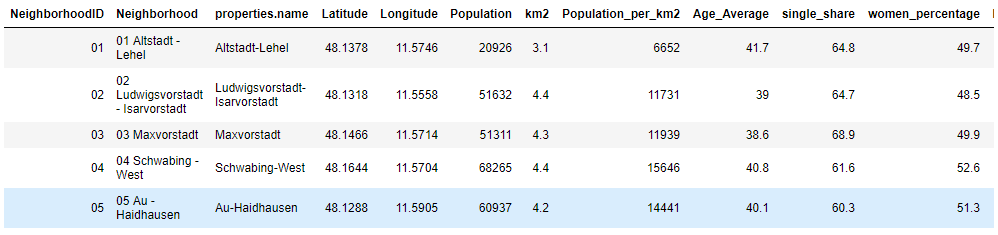 NeighborhoodID Neighborhood properties.name Latitude Longitude Population km2 Population_per_km2 Age_Average single_share women_percentage
01 01 Altstadt - Lehel Altstadt-Lehel 48.1378 11.5746 20926 3.1 6652 41.7 64.8 49.7
02 02 Ludwigsvorstadt - Isarvorstadt Ludwigsvorstadt-Isarvorstadt 48.1318 11.5558 51632 4.4 11731 39 64.7 48.5
03 03 Maxvorstadt Maxvorstadt 48.1466 11.5714 51311 4.3 11939 38.6 68.9 49.9
04 04 Schwabing - West Schwabing-West 48.1644 11.5704 68265 4.4 15646 40.8 61.6 52.6
05 05 Au - Haidhausen Au-Haidhausen 48.1288 11.5905 60937 4.2 14441 40.1 60.3 51.3